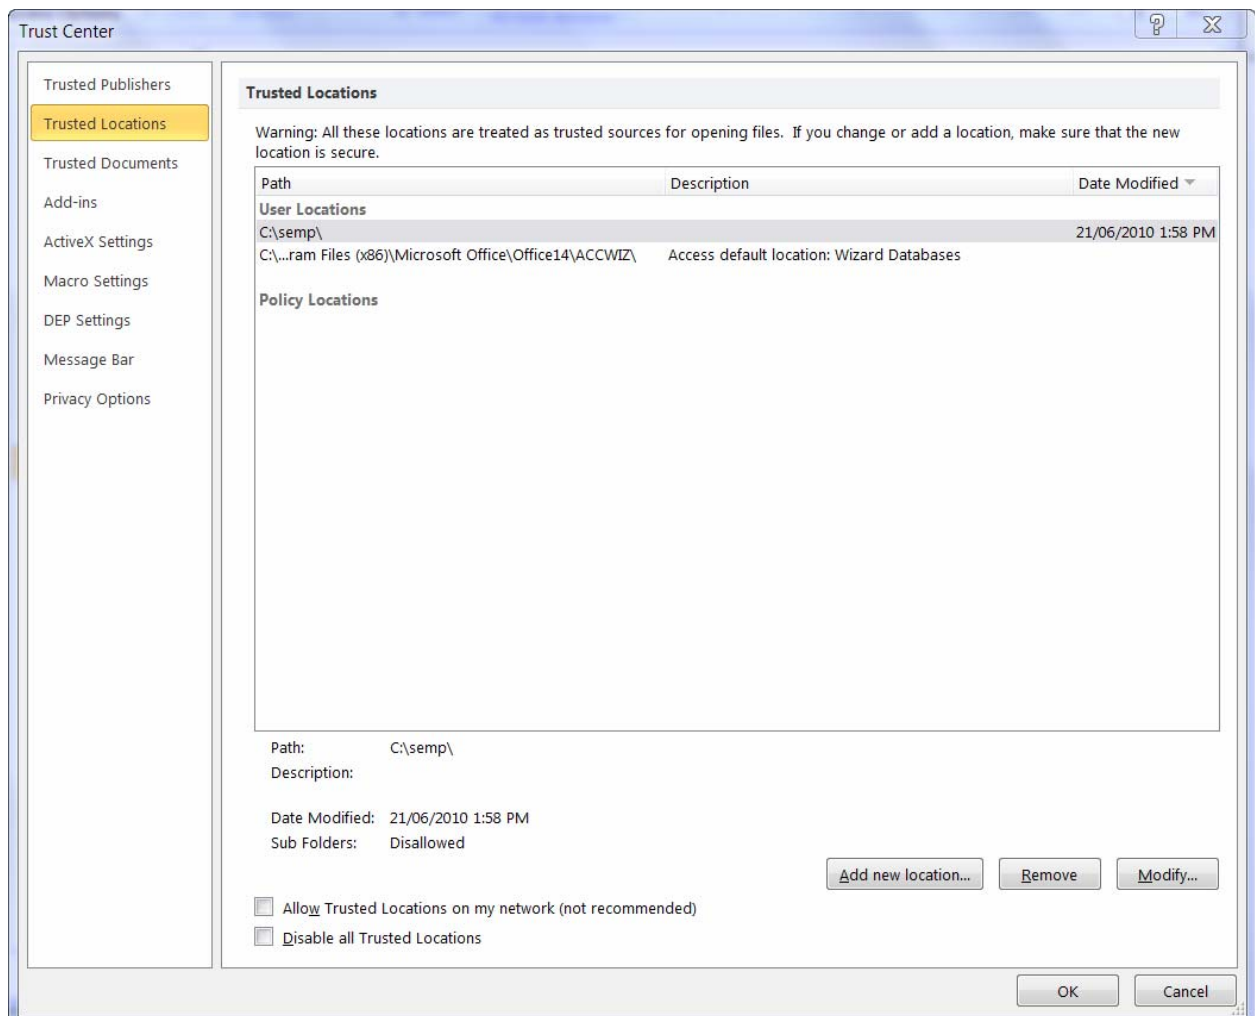 Trust Center
Trusted Publishers
Trusted Locations
Trusted Documents
Add-ins
ActiveX Settings
Macro Settings
DEP Settings
Message Bar
Privacy Options
Trusted Locations
Warning: All these locations are treated as trusted sources for opening files. If you change or add a location, make sure that the new
location is secure.
Path Description Date Modified
User Locations
C:\semp\ 21/06/2010 1:58 PM
C:\...ram Files (x86)\Microsoft Office\Office14\ACCWIZ\ Access default location: Wizard Databases
Policy Locations
Path: C:\semp\
Description:
Date Modified: 21/06/2010 1:58 PM
Sub Folders: Disallowed
Add new location... Remove Modify...
Allow Trusted Locations on my network (not recommended)
Disable all Trusted Locations
OK Cancel